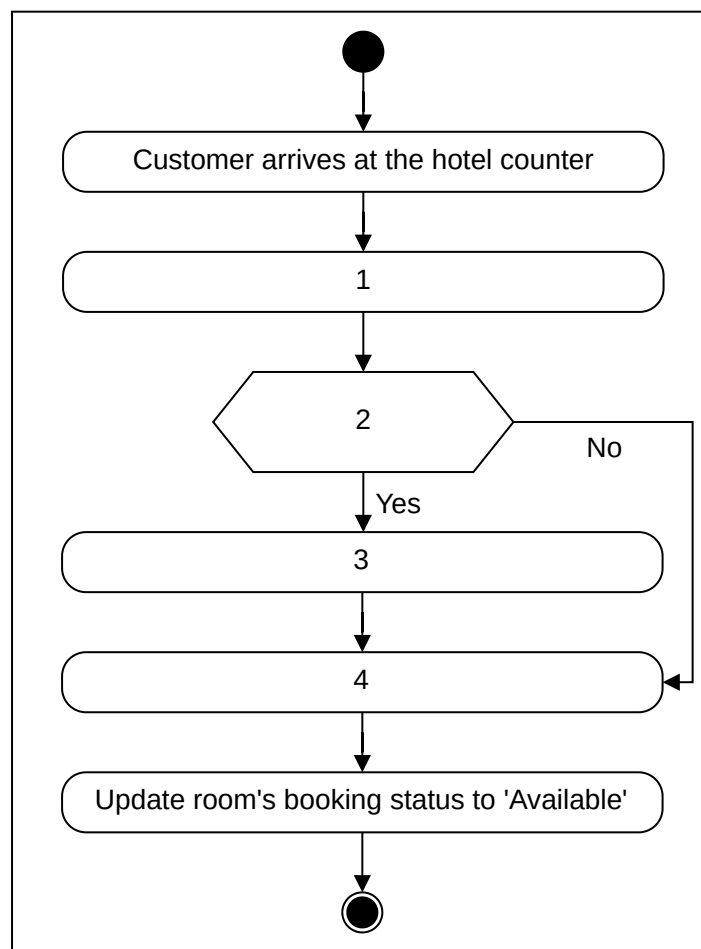 Customer arrives at the hotel counter
1
2
No
Yes
3
4
Update room's booking status to 'Available'